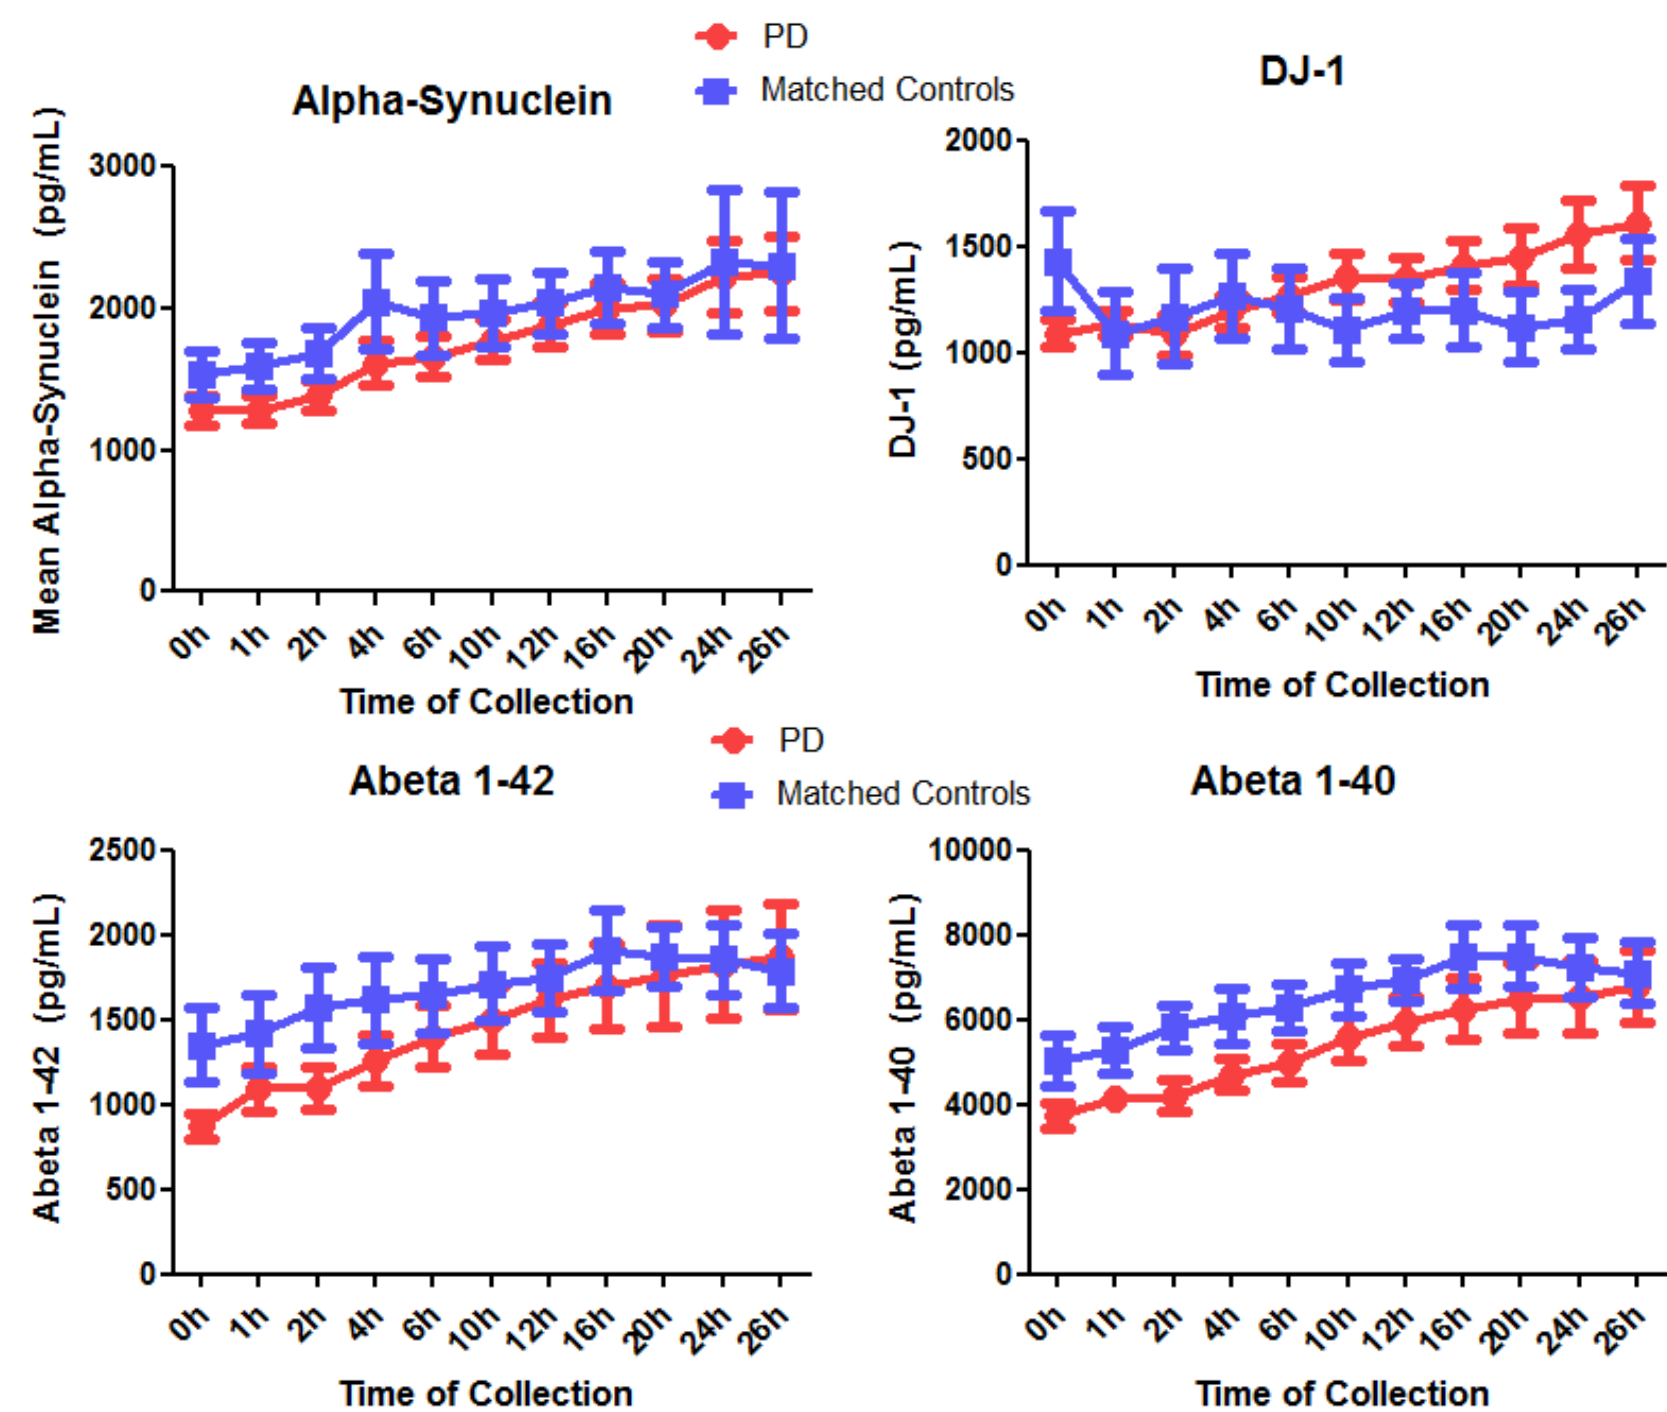 PD
Matched Controls
Alpha-Synuclein
Mean Alpha-Synuclein (pg/mL)
3000
2000
1000
0
0h 1h 2h 4h 6h 10h 12h 16h 20h 24h 26h
Time of Collection
DJ-1
DJ-1 (pg/mL)
2000
1500
1000
500
0
0h 1h 2h 4h 6h 10h 12h 16h 20h 24h 26h
Time of Collection
PD
Matched Controls
Abeta 1-42
Abeta 1-42 (pg/mL)
2500
2000
1500
1000
500
0
0h 1h 2h 4h 6h 10h 12h 16h 20h 24h 26h
Time of Collection
Abeta 1-40
Abeta 1-40 (pg/mL)
10000
8000
6000
4000
2000
0
0h 1h 2h 4h 6h 10h 12h 16h 20h 24h 26h
Time of Collection